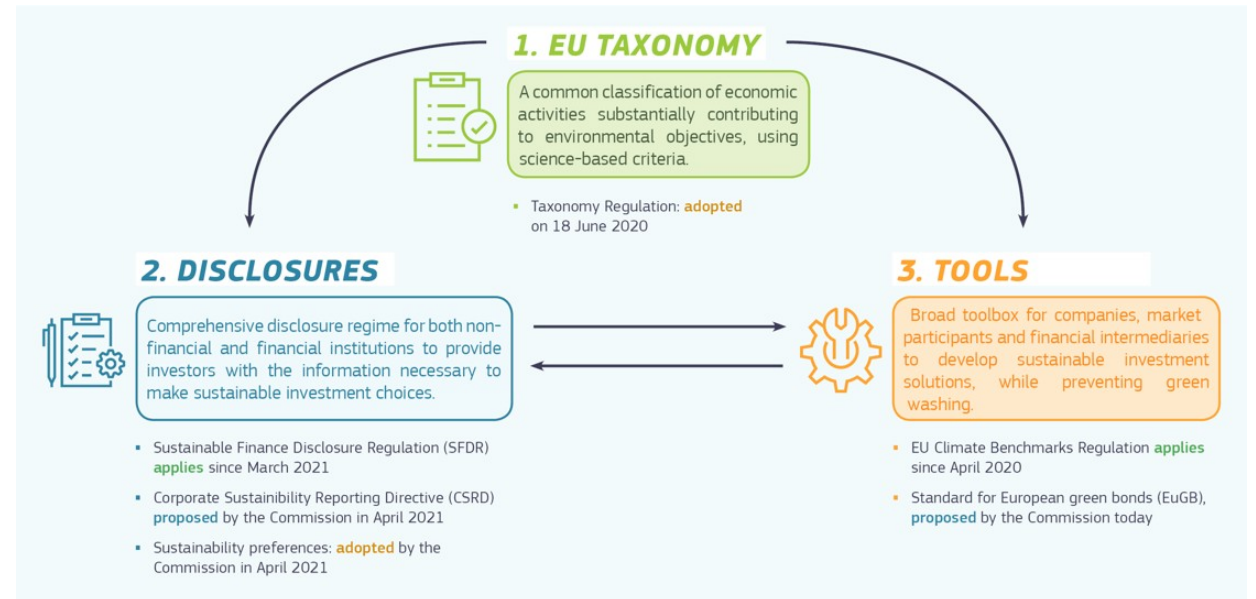 1. EU TAXONOMY
A common classification of economic
activities substantially contributing
to environmental objectives, using
science-based criteria.
▪ Taxonomy Regulation: adopted
on 18 June 2020
2. DISCLOSURES
Comprehensive disclosure regime for both non-
financial and financial institutions to provide
investors with the information necessary to
make sustainable investment choices.
▪ Sustainable Finance Disclosure Regulation (SFDR)
applies since March 2021
▪ Corporate Sustainibility Reporting Directive (CSRD)
proposed by the Commission in April 2021
▪ Sustainability preferences: adopted by the
Commission in April 2021
3. TOOLS
Broad toolbox for companies, market
participants and financial intermediaries
to develop sustainable investment
solutions, while preventing green
washing.
▪ EU Climate Benchmarks Regulation applies
since April 2020
▪ Standard for European green bonds (EuGB),
proposed by the Commission today